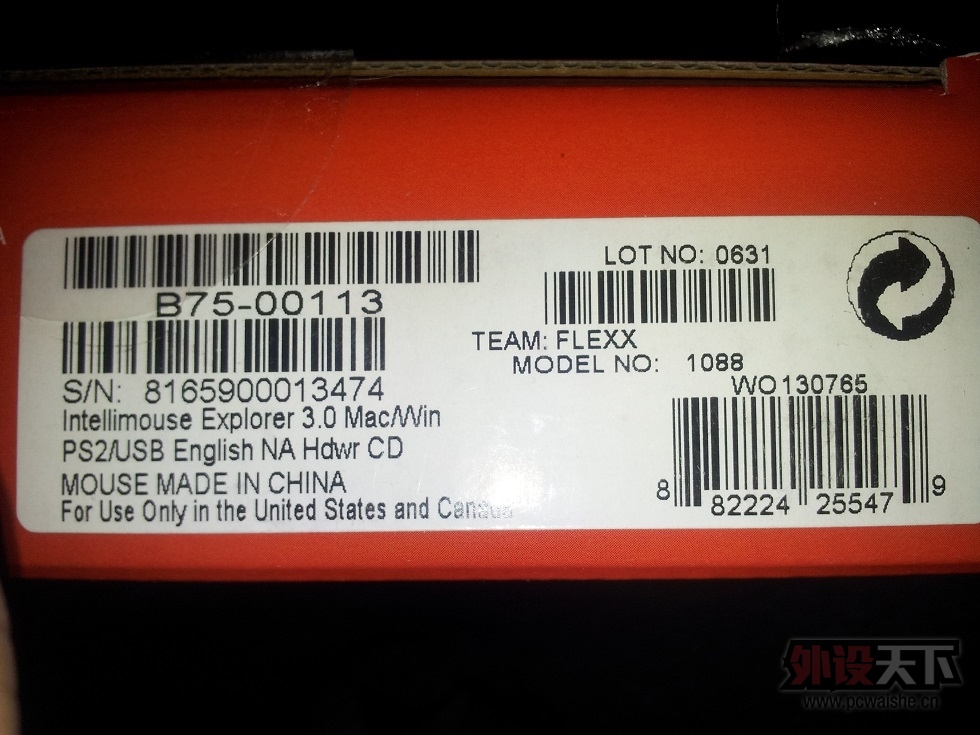 B75-00113
S/N: 8165900013474
Intellimouse Explorer 3.0 Mac/Win
PS2/USB English NA Hdwr CD
MOUSE MADE IN CHINA
For Use Only in the United States and Canada
LOT NO: 0631
TEAM: FLEXX
MODEL NO: 1088
WO130765
8 82224 25547 9
外设天下
www.pcwaishe.cn